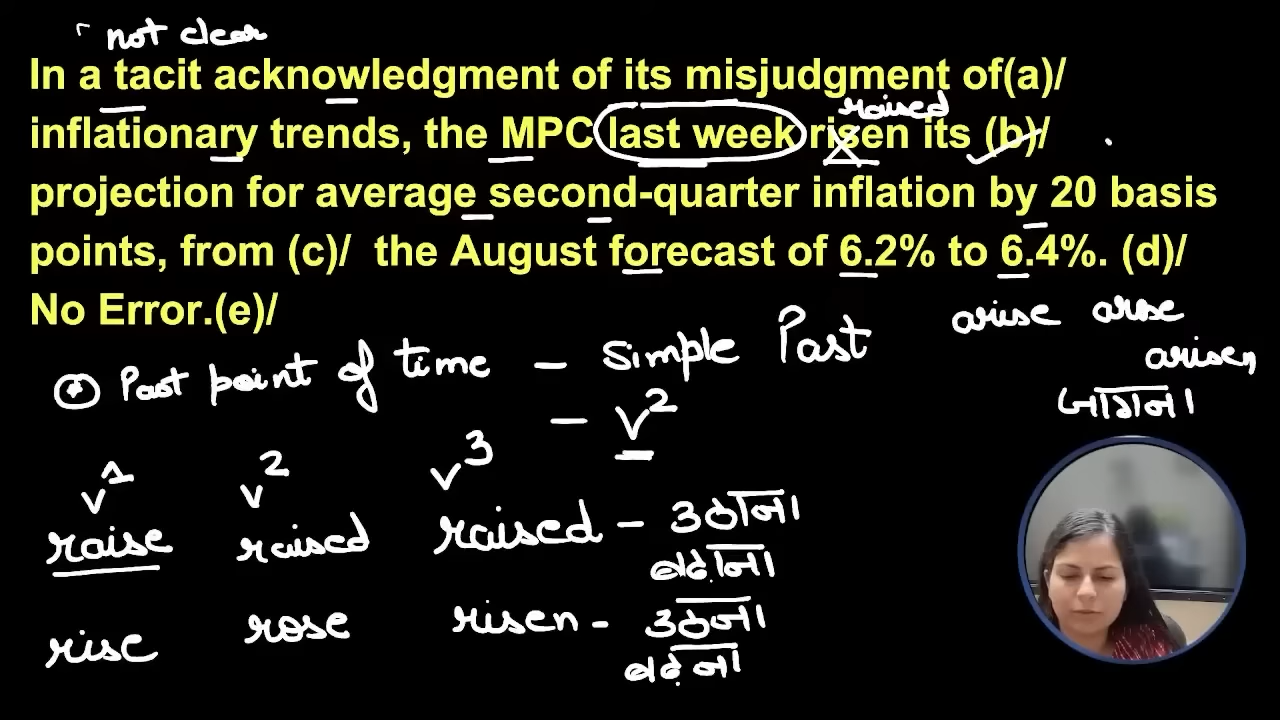 not clear
In a tacit acknowledgment of its misjudgment of(a)/
raised
inflationary trends, the MPC last week risen its (b)/
projection for average second-quarter inflation by 20 basis
points, from (c)/ the August forecast of 6.2% to 6.4%. (d)/
No Error.(e)/
Past point of time - Simple Past
- V2
arise arose
arisen
जागना
V1 V2 V3
raise raised raised - उठाना
बढ़ाना
rise rose risen - उठना
बढ़ना